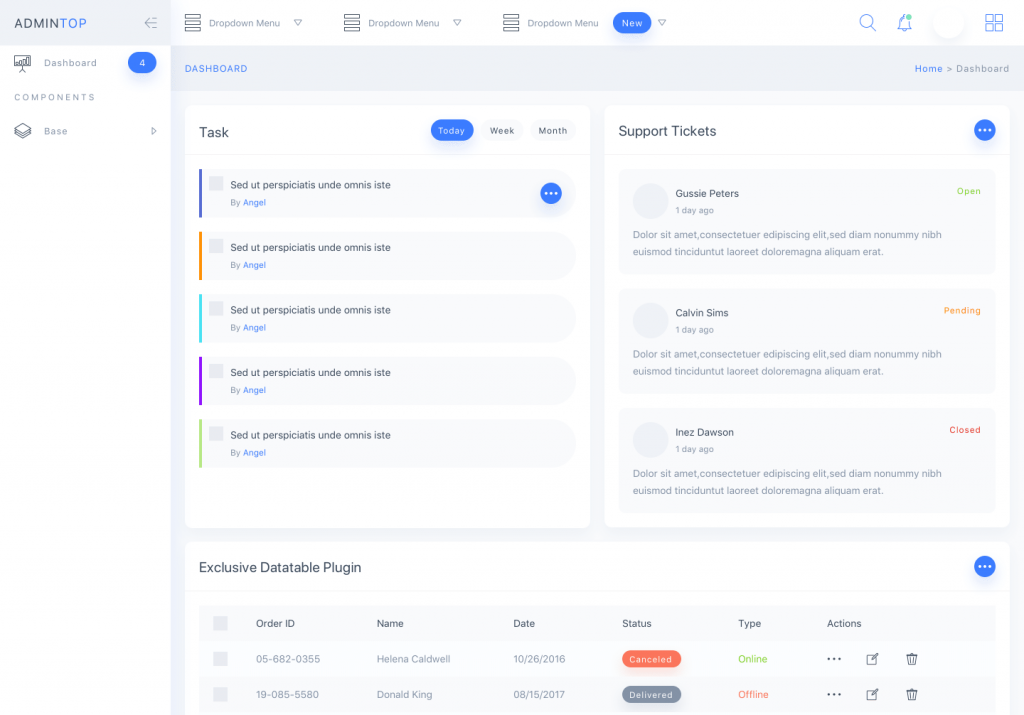 ADMINTOP
Dropdown Menu
Dropdown Menu
Dropdown Menu
New
Dashboard
4
COMPONENTS
Base
DASHBOARD
Home > Dashboard
Task
Today
Week
Month
Sed ut perspiciatis unde omnis iste
By Angel
Sed ut perspiciatis unde omnis iste
By Angel
Sed ut perspiciatis unde omnis iste
By Angel
Sed ut perspiciatis unde omnis iste
By Angel
Sed ut perspiciatis unde omnis iste
By Angel
Support Tickets
Gussie Peters
Open
1 day ago
Dolor sit amet,consectetuer edipiscing elit,sed diam nonummy nibh
euismod tinciduntut laoreet doloremagna aliquam erat.
Calvin Sims
Pending
1 day ago
Dolor sit amet,consectetuer edipiscing elit,sed diam nonummy nibh
euismod tinciduntut laoreet doloremagna aliquam erat.
Inez Dawson
Closed
1 day ago
Dolor sit amet,consectetuer edipiscing elit,sed diam nonummy nibh
euismod tinciduntut laoreet doloremagna aliquam erat.
Exclusive Datatable Plugin
Order ID Name Date Status Type Actions
05-682-0355 Helena Caldwell 10/26/2016 Canceled Online
19-085-5580 Donald King 08/15/2017 Delivered Offline